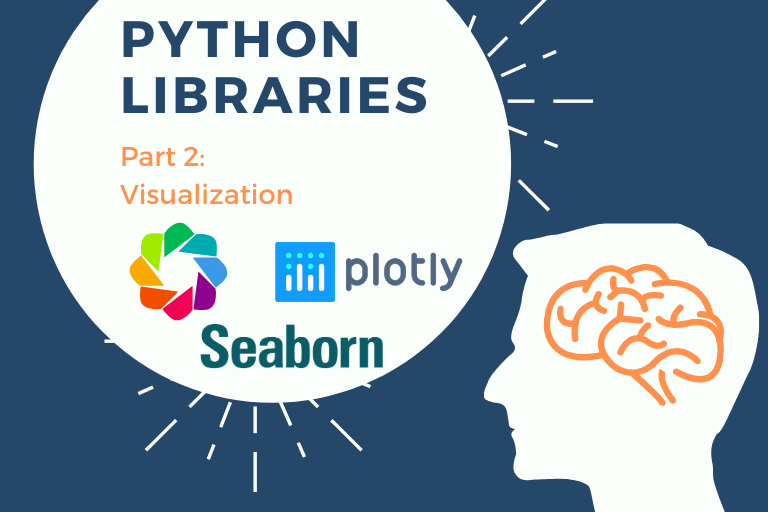 PYTHON
LIBRARIES
Part 2:
Visualization
plotly
Seaborn